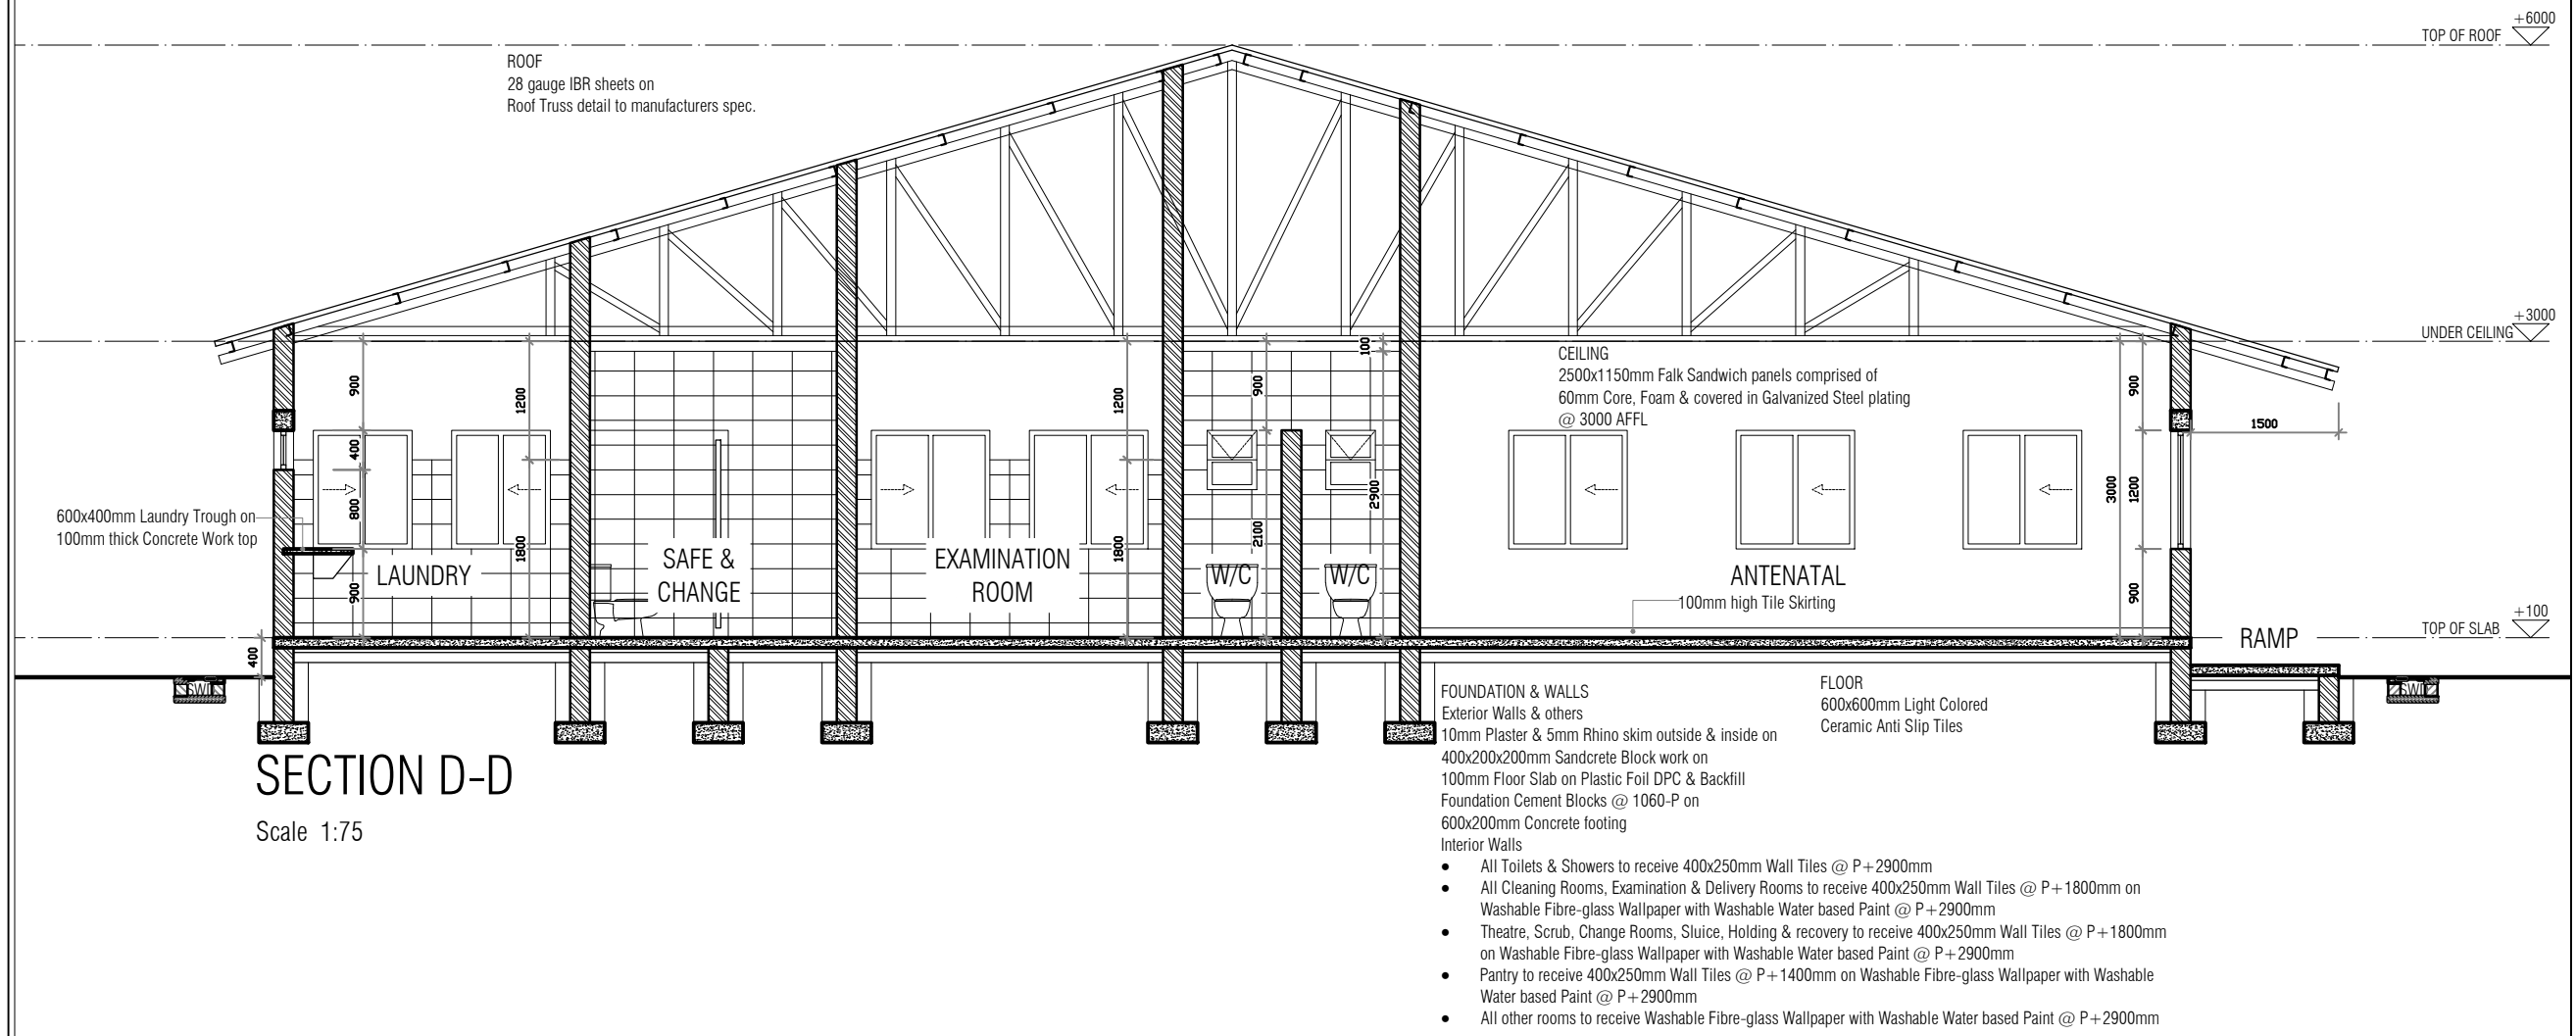 +6000
TOP OF ROOF
ROOF
28 gauge IBR sheets on
Roof Truss detail to manufacturers spec.
+3000
UNDER CEILING
CEILING
2500x1150mm Falk Sandwich panels comprised of
60mm Core, Foam & covered in Galvanized Steel plating
@ 3000 AFFL
900
400
800
900
1200
1800
1200
1800
900
2100
100
2900
3000
900
1200
900
1500
600x400mm Laundry Trough on
100mm thick Concrete Work top
LAUNDRY
SAFE &
CHANGE
EXAMINATION
ROOM
W/C
W/C
ANTENATAL
100mm high Tile Skirting
+100
TOP OF SLAB
RAMP
400
SWD
SWD
FOUNDATION & WALLS
Exterior Walls & others
10mm Plaster & 5mm Rhino skim outside & inside on
400x200x200mm Sandcrete Block work on
100mm Floor Slab on Plastic Foil DPC & Backfill
Foundation Cement Blocks @ 1060-P on
600x200mm Concrete footing
Interior Walls
• All Toilets & Showers to receive 400x250mm Wall Tiles @ P+2900mm
• All Cleaning Rooms, Examination & Delivery Rooms to receive 400x250mm Wall Tiles @ P+1800mm on
Washable Fibre-glass Wallpaper with Washable Water based Paint @ P+2900mm
• Theatre, Scrub, Change Rooms, Sluice, Holding & recovery to receive 400x250mm Wall Tiles @ P+1800mm
on Washable Fibre-glass Wallpaper with Washable Water based Paint @ P+2900mm
• Pantry to receive 400x250mm Wall Tiles @ P+1400mm on Washable Fibre-glass Wallpaper with Washable
Water based Paint @ P+2900mm
• All other rooms to receive Washable Fibre-glass Wallpaper with Washable Water based Paint @ P+2900mm
FLOOR
600x600mm Light Colored
Ceramic Anti Slip Tiles
SECTION D-D
Scale 1:75